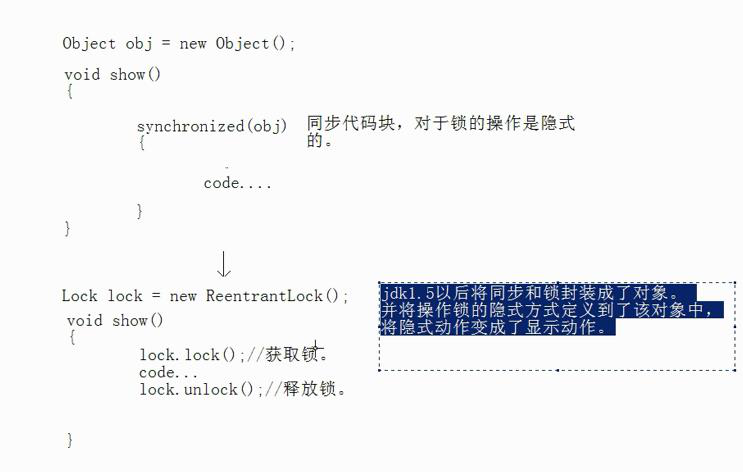 Object obj = new Object();
void show()
{
synchronized(obj) 同步代码块，对于锁的操作是隐式
{ 的。
code....
}
}
Lock lock = new ReentrantLock();
void show()
{
lock.lock();//获取锁。
code...
lock.unlock();//释放锁。
}
jdk1.5以后将同步和锁封装成了对象。
并将操作锁的隐式方式定义到了该对象中，
将隐式动作变成了显示动作。